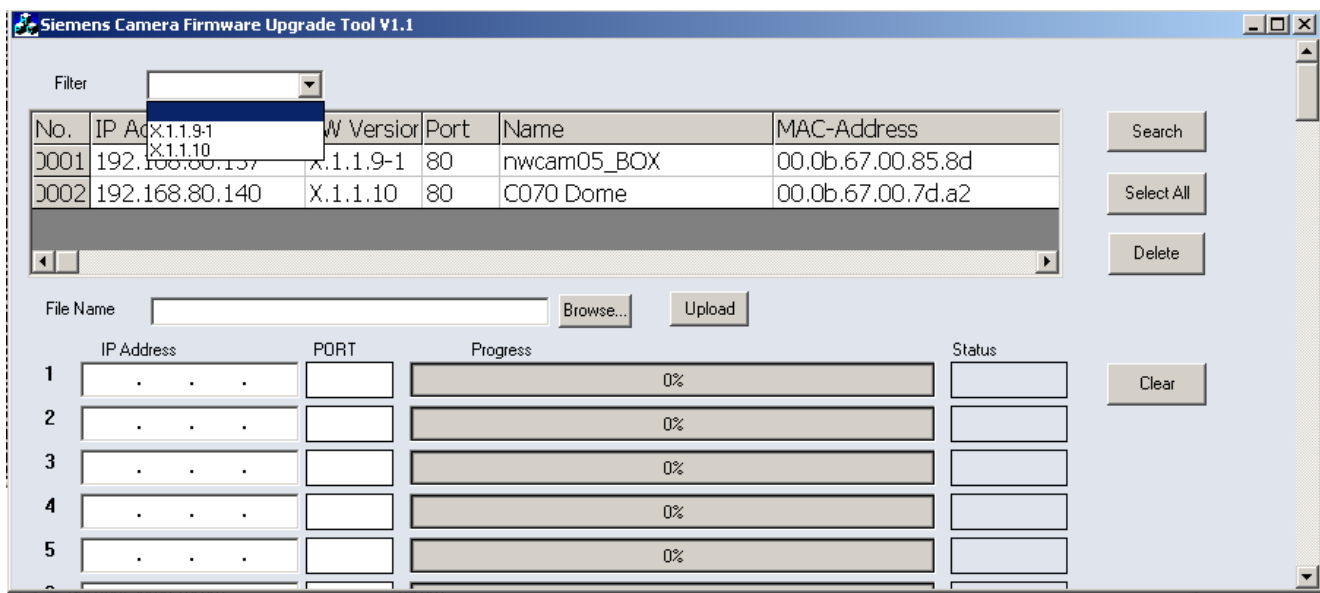 Siemens Camera Firmware Upgrade Tool V1.1
Filter
X.1.1.9-1
X.1.1.10
No. IP Ad W Version Port Name MAC-Address
0001 X.1.1.9-1 80 nwcam05_BOX 00.0b.67.00.85.8d
0002 192.168.80.140 X.1.1.10 80 C070 Dome 00.0b.67.00.7d.a2
Search
Select All
Delete
File Name Browse... Upload
IP Address PORT Progress Status
1 . . . 0% Clear
2 . . . 0%
3 . . . 0%
4 . . . 0%
5 . . . 0%